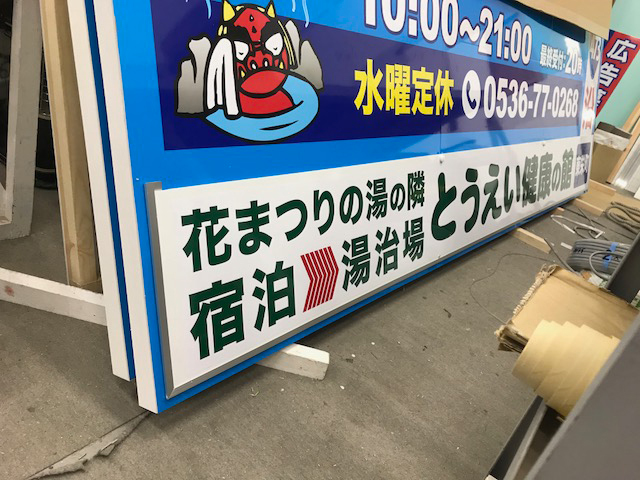 10:00〜21:00
最終受付:20時
水曜定休 0536-77-0268
花まつりの湯の隣
宿泊 湯治場 とうえい健康の館
広告